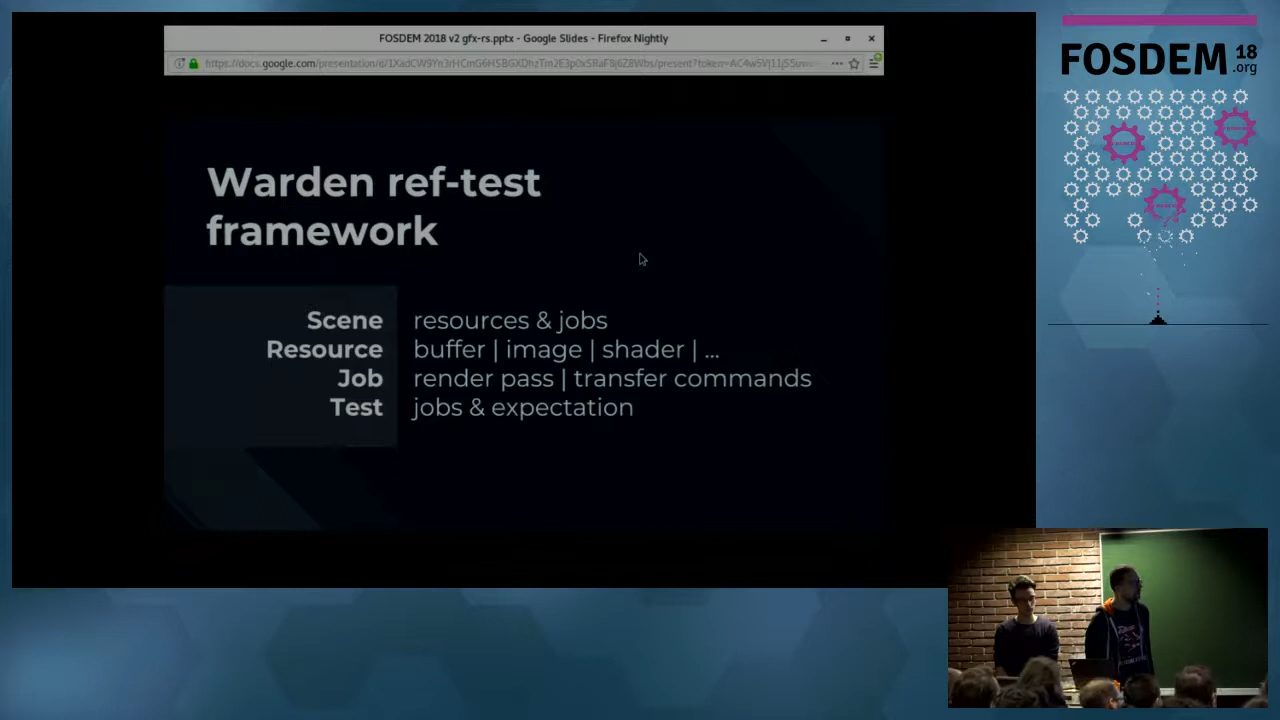 FOSDEM 2018 v2 gfx-rs.pptx - Google Slides - Firefox Nightly
FOSDEM 18
.org
Warden ref-test
framework
Scene resources & jobs
Resource buffer | image | shader | ...
Job render pass | transfer commands
Test jobs & expectation